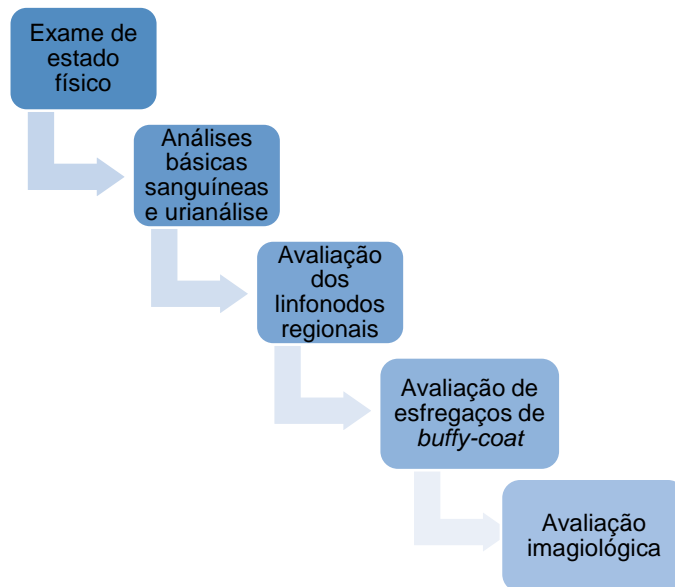 Exame de
estado
físico
Análises
básicas
sanguíneas
e urianálise
Avaliação
dos
linfonodos
regionais
Avaliação de
esfregaços de
buffy-coat
Avaliação
imagiológica